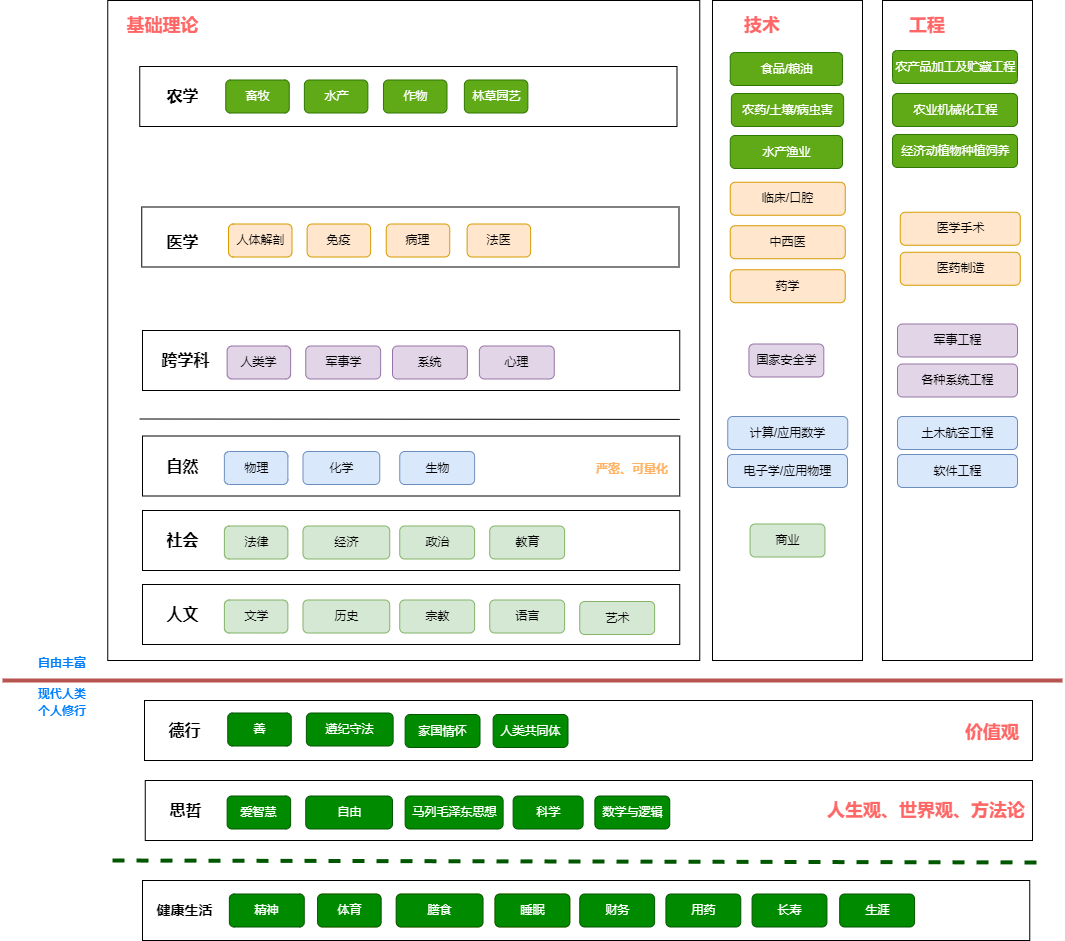 基础理论
农学
畜牧
水产
作物
林草园艺
医学
人体解剖
免疫
病理
法医
跨学科
人类学
军事学
系统
心理
自然
物理
化学
生物
严密、可量化
社会
法律
经济
政治
教育
人文
文学
历史
宗教
语言
艺术
技术
食品/粮油
农药/土壤/病虫害
水产渔业
临床/口腔
中西医
药学
国家安全学
计算/应用数学
电子学/应用物理
商业
工程
农产品加工及贮藏工程
农业机械化工程
经济动植物种植饲养
医学手术
医药制造
军事工程
各种系统工程
土木航空工程
软件工程
自由丰富
现代人类
个人修行
德行
善
遵纪守法
家国情怀
人类共同体
价值观
思哲
爱智慧
自由
马列毛泽东思想
科学
数学与逻辑
人生观、世界观、方法论
健康生活
精神
体育
膳食
睡眠
财务
用药
长寿
生涯